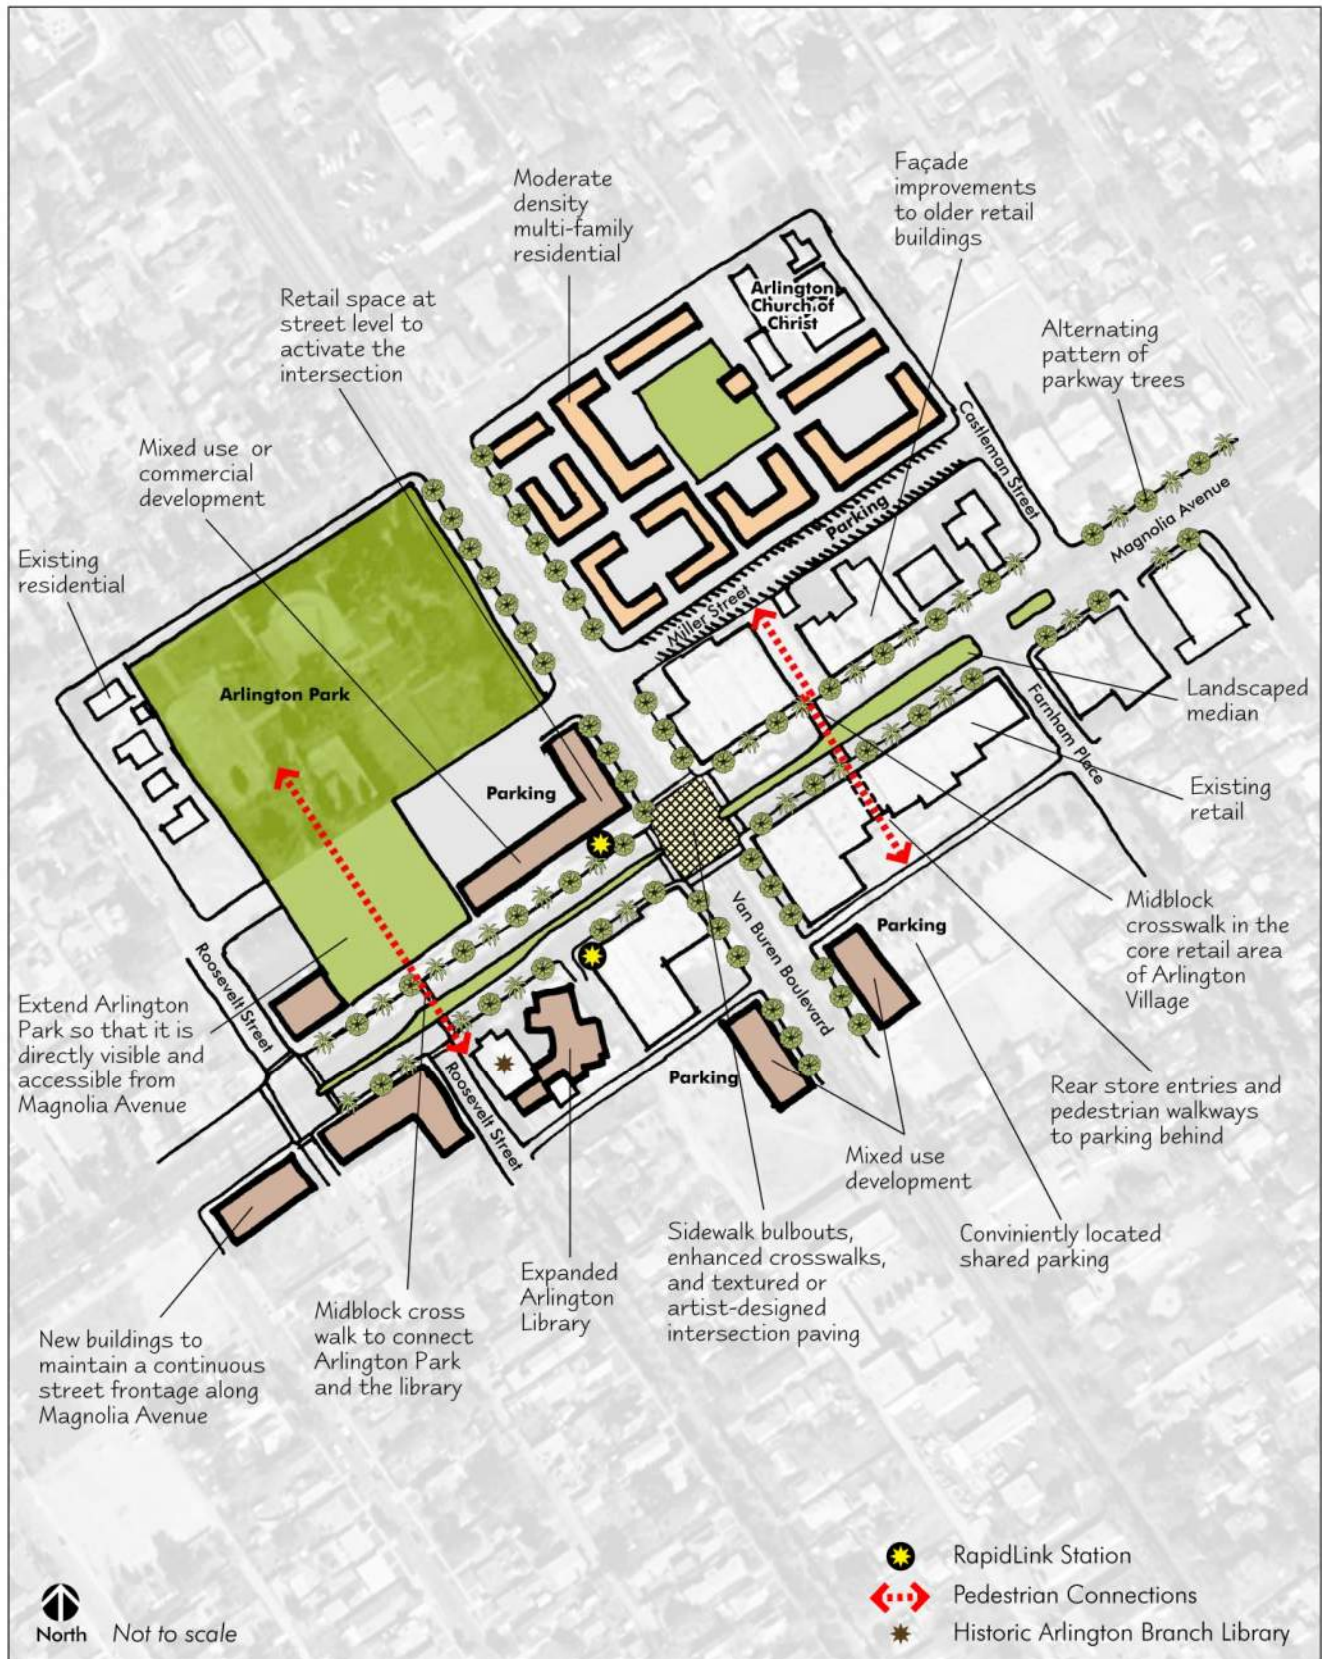 Façade
improvements
to older retail
buildings
Moderate
density
multi-family
residential
Arlington
Church of
Christ
Retail space at
street level to
activate the
intersection
Alternating
pattern of
parkway trees
Mixed use or
commercial
development
Castleman Street
Magnolia Avenue
Parking
Miller Street
Existing
residential
Arlington Park
Landscaped
median
Farnham Place
Parking
Existing
retail
Van Buren Boulevard
Midblock
crosswalk in the
core retail area
of Arlington
Village
Parking
Roosevelt Street
Extend Arlington
Park so that it is
directly visible and
accessible from
Magnolia Avenue
Roosevelt Street
Parking
Rear store entries and
pedestrian walkways
to parking behind
Mixed use
development
Sidewalk bulbouts,
enhanced crosswalks,
and textured or
artist-designed
intersection paving
Conviniently located
shared parking
Expanded
Arlington
Library
Midblock cross
walk to connect
Arlington Park
and the library
New buildings to
maintain a continuous
street frontage along
Magnolia Avenue
RapidLink Station
Pedestrian Connections
Historic Arlington Branch Library
North Not to scale